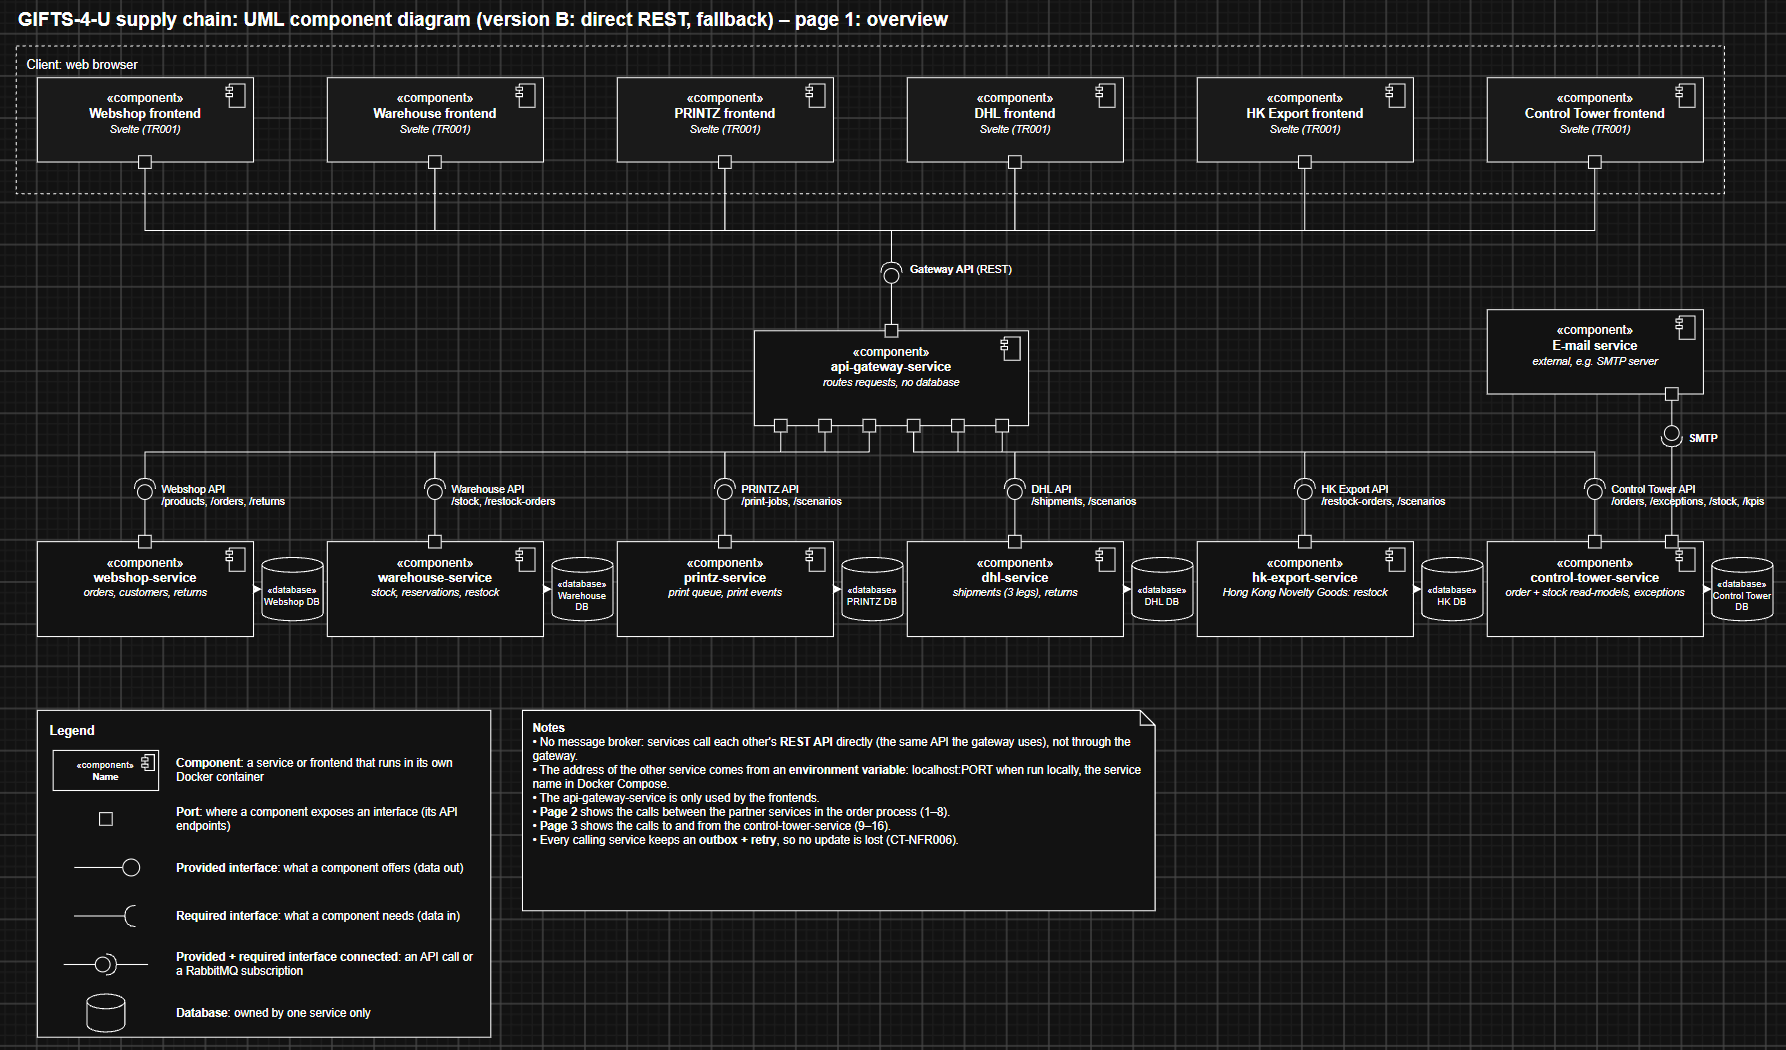 GIFTS-4-U supply chain: UML component diagram (version B: direct REST, fallback) – page 1: overview
Client: web browser
«component»
Webshop frontend
Svelte (TR001)
«component»
Warehouse frontend
Svelte (TR001)
«component»
PRINTZ frontend
Svelte (TR001)
«component»
DHL frontend
Svelte (TR001)
«component»
HK Export frontend
Svelte (TR001)
«component»
Control Tower frontend
Svelte (TR001)
Gateway API (REST)
«component»
api-gateway-service
routes requests, no database
«component»
E-mail service
external, e.g. SMTP server
SMTP
Webshop API
/products, /orders, /returns
Warehouse API
/stock, /restock-orders
PRINTZ API
/print-jobs, /scenarios
DHL API
/shipments, /scenarios
HK Export API
/restock-orders, /scenarios
Control Tower API
/orders, /exceptions, /stock, /kpis
«component»
webshop-service
orders, customers, returns
«database»
Webshop DB
«component»
warehouse-service
stock, reservations, restock
«database»
Warehouse
DB
«component»
printz-service
print queue, print events
«database»
PRINTZ DB
«component»
dhl-service
shipments (3 legs), returns
«database»
DHL DB
«component»
hk-export-service
Hong Kong Novelty Goods: restock
«database»
HK DB
«component»
control-tower-service
order + stock read-models, exceptions
«database»
Control Tower
DB
Legend
«component»
Name
Component: a service or frontend that runs in its own
Docker container
Port: where a component exposes an interface (its API
endpoints)
Provided interface: what a component offers (data out)
Required interface: what a component needs (data in)
Provided + required interface connected: an API call or
a RabbitMQ subscription
Database: owned by one service only
Notes
• No message broker: services call each other's REST API directly (the same API the gateway uses), not through the
gateway.
• The address of the other service comes from an environment variable: localhost:PORT when run locally, the service
name in Docker Compose.
• The api-gateway-service is only used by the frontends.
• Page 2 shows the calls between the partner services in the order process (1–8).
• Page 3 shows the calls to and from the control-tower-service (9–16).
• Every calling service keeps an outbox + retry, so no update is lost (CT-NFR006).